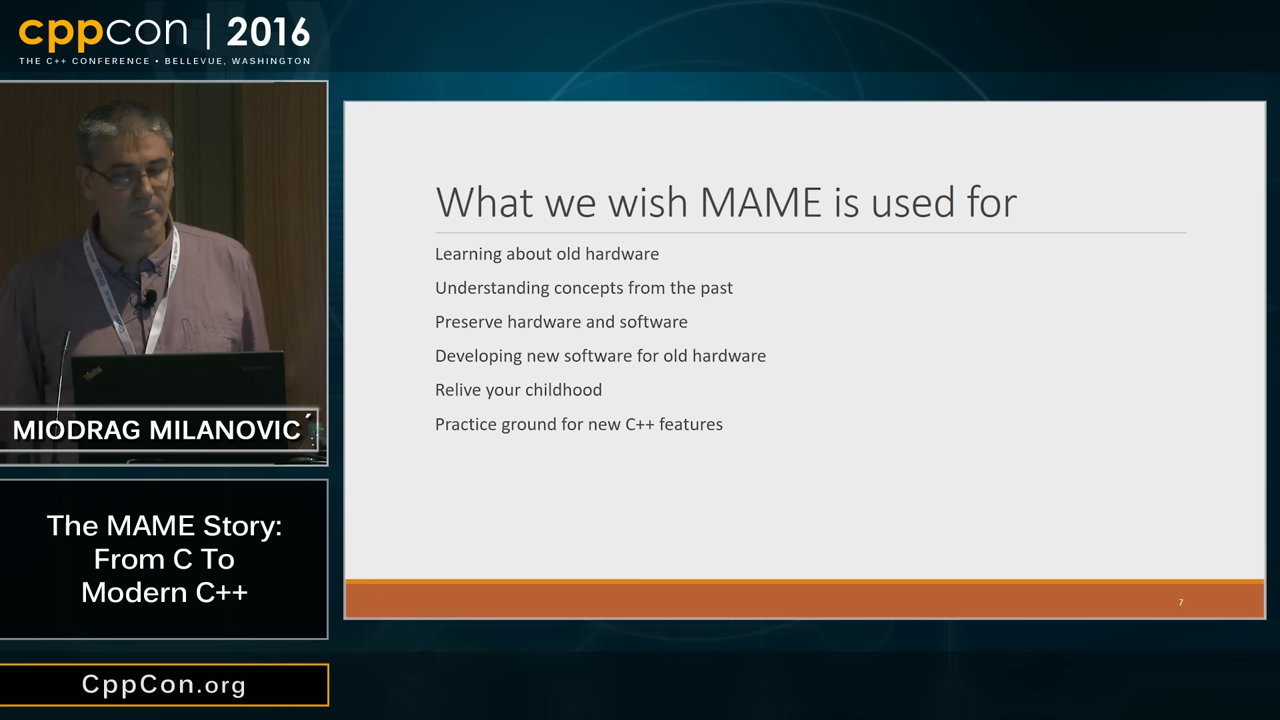 cppcon | 2016
THE C++ CONFERENCE • BELLEVUE, WASHINGTON
MIODRAG MILANOVIC´
The MAME Story:
From C To
Modern C++
CppCon.org
What we wish MAME is used for
Learning about old hardware
Understanding concepts from the past
Preserve hardware and software
Developing new software for old hardware
Relive your childhood
Practice ground for new C++ features
7